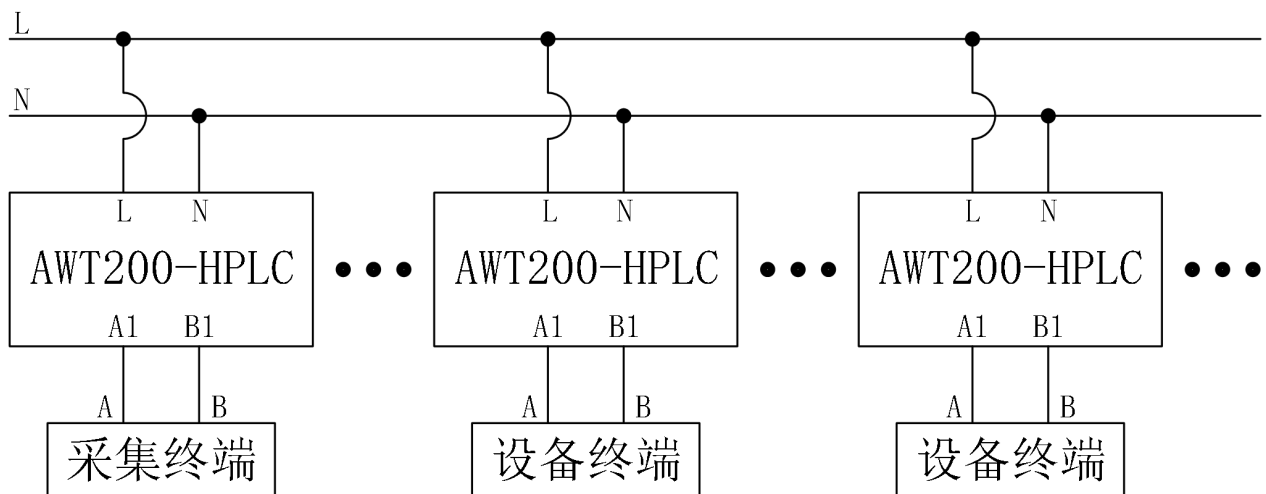 L
N
L N L N L N
AWT200-HPLC AWT200-HPLC AWT200-HPLC
A1 B1 A1 B1 A1 B1
A B A B A B
采集终端 设备终端 设备终端